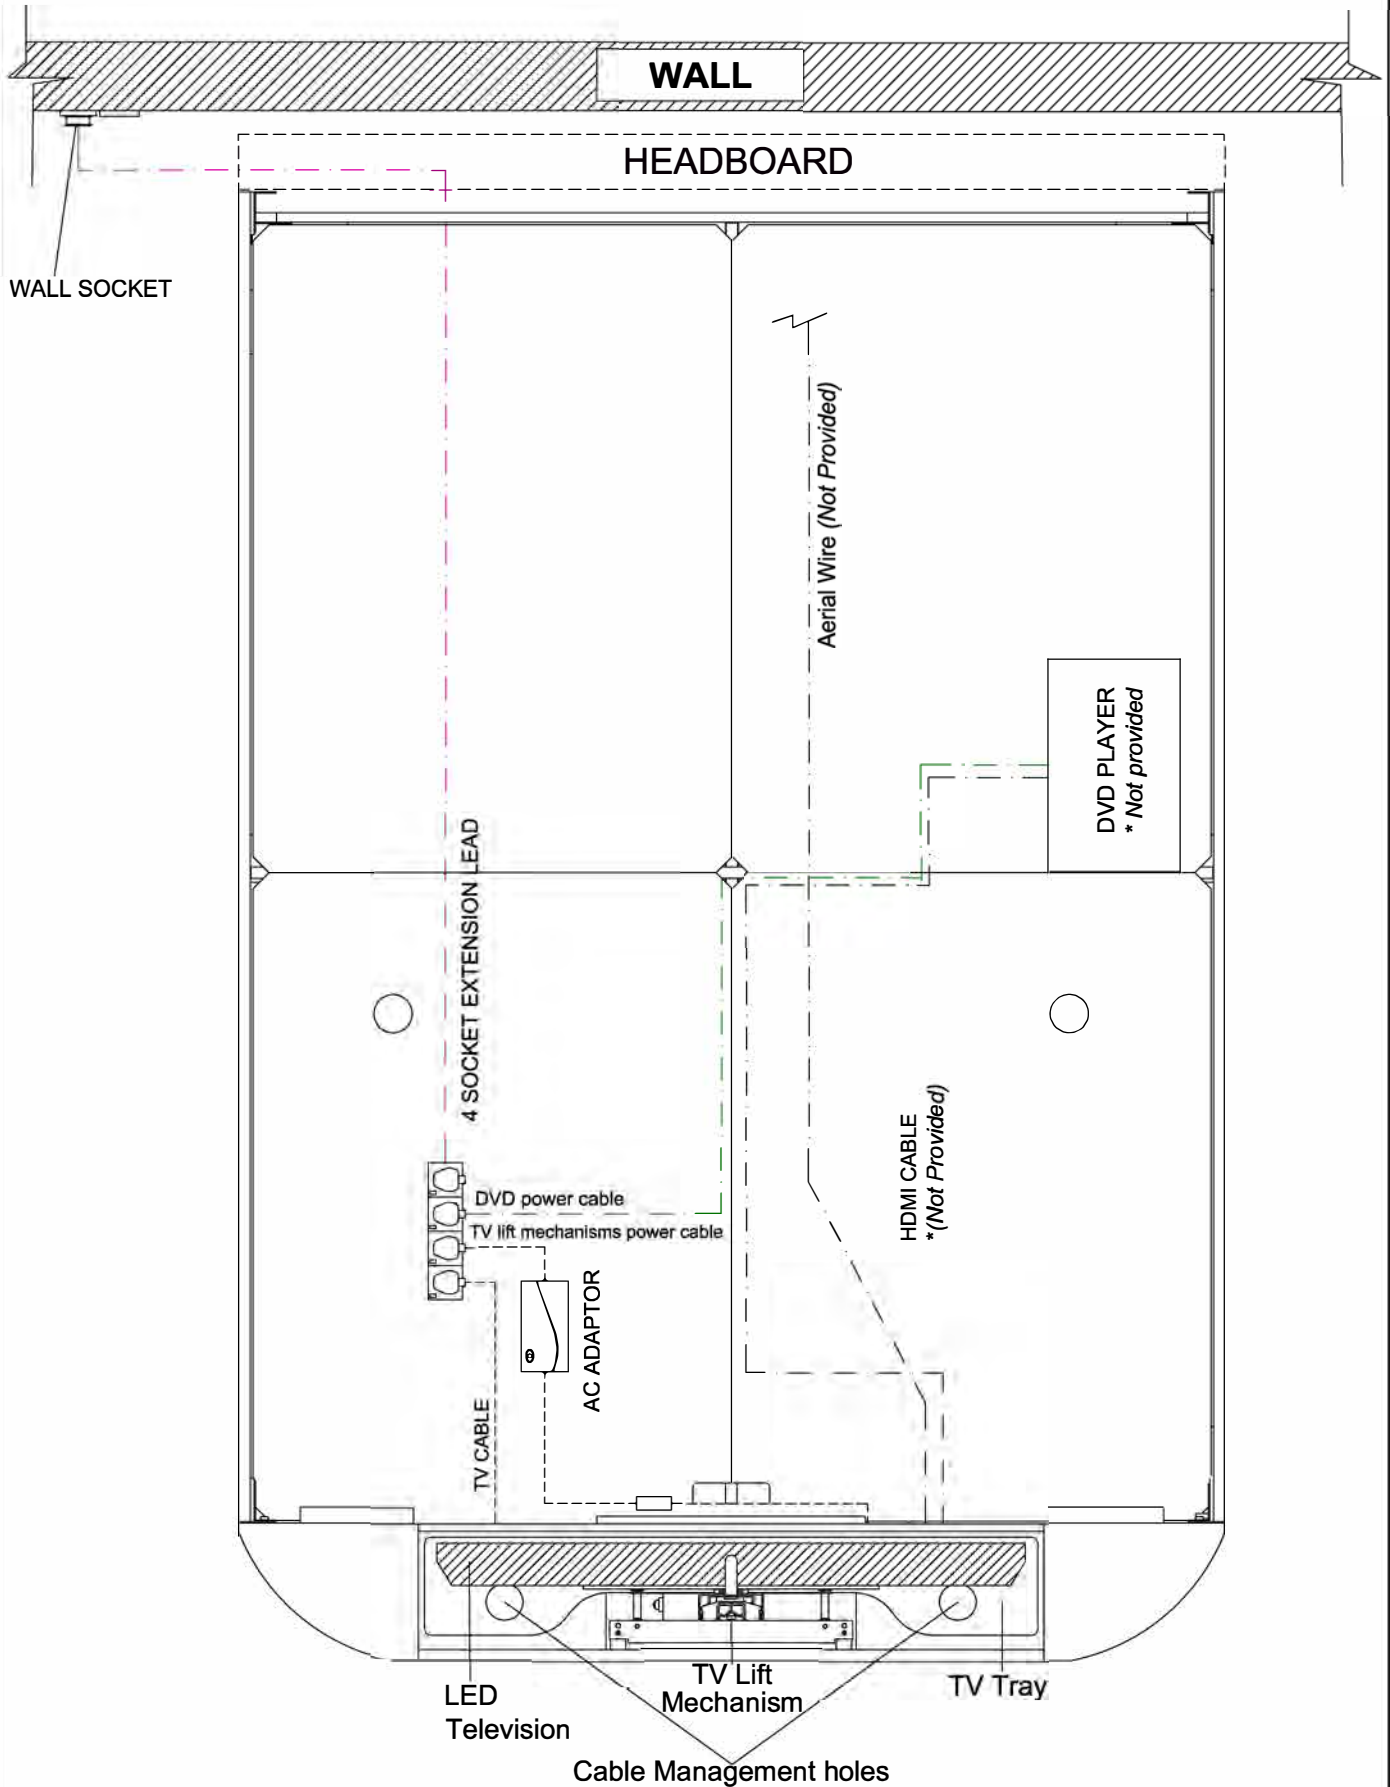 WALL
HEADBOARD
WALL SOCKET
Aerial Wire (Not Provided)
DVD PLAYER
* Not provided
4 SOCKET EXTENSION LEAD
HDMI CABLE
*(Not Provided)
DVD power cable
TV lift mechanisms power cable
AC ADAPTOR
TV CABLE
LED
Television
TV Lift
Mechanism
TV Tray
Cable Management holes